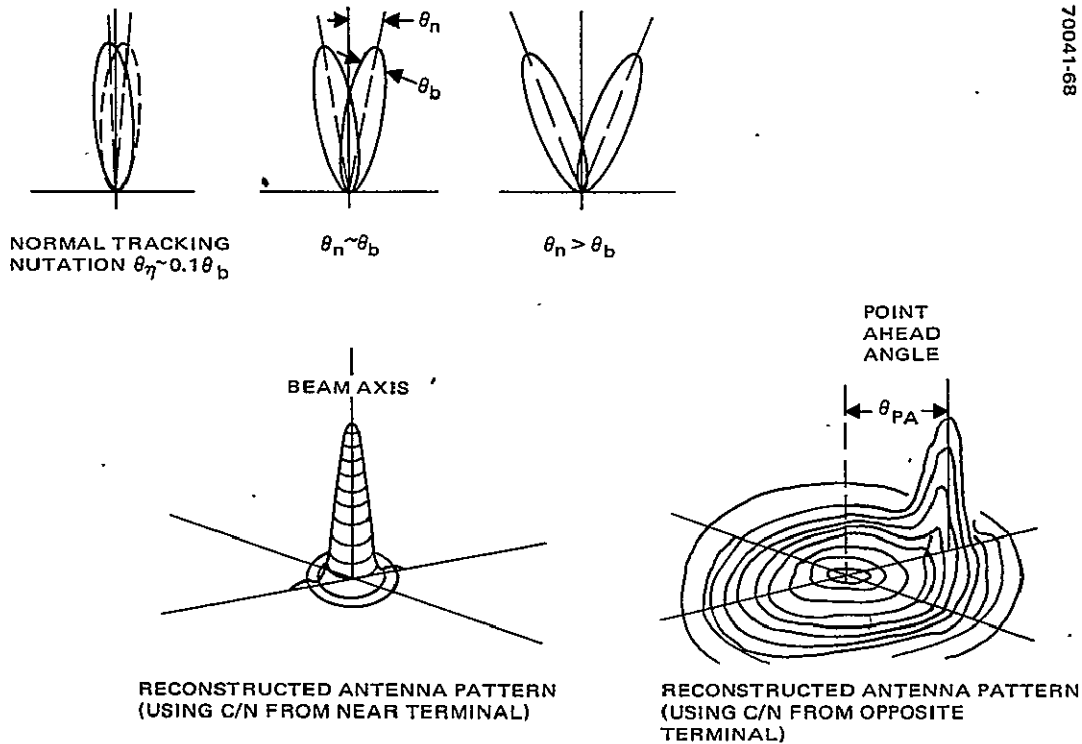 70041-68
θn
θb
NORMAL TRACKING
NUTATION θη~0.1θb
θn~θb
θn > θb
POINT
AHEAD
ANGLE
BEAM AXIS
θPA
RECONSTRUCTED ANTENNA PATTERN
(USING C/N FROM NEAR TERMINAL)
RECONSTRUCTED ANTENNA PATTERN
(USING C/N FROM OPPOSITE
TERMINAL)